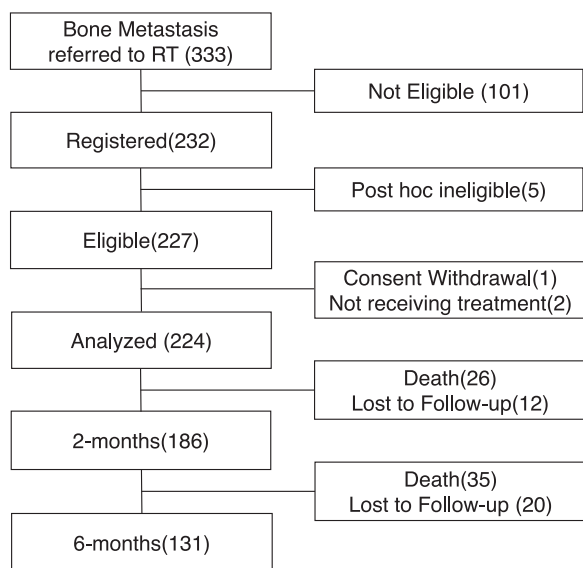 Bone Metastasis
referred to RT (333)
Not Eligible (101)
Registered(232)
Post hoc ineligible(5)
Eligible(227)
Consent Withdrawal(1)
Not receiving treatment(2)
Analyzed (224)
Death(26)
Lost to Follow-up(12)
2-months(186)
Death(35)
Lost to Follow-up (20)
6-months(131)